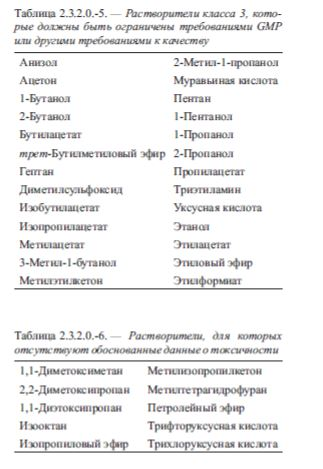 Таблица 2.3.2.0.-5. — Растворители класса 3, кото-
рые должны быть ограничены требованиями GMP
или другими требованиями к качеству
Анизол 2-Метил-1-пропанол
Ацетон Муравьиная кислота
1-Бутанол Пентан
2-Бутанол 1-Пентанол
Бутилацетат 1-Пропанол
трет-Бутилметиловый эфир 2-Пропанол
Гептан Пропилацетат
Диметилсульфоксид Триэтиламин
Изобутилацетат Уксусная кислота
Изопропилацетат Этанол
Метилацетат Этилацетат
3-Метил-1-бутанол Этиловый эфир
Метилэтилкетон Этилформиат
Таблица 2.3.2.0.-6. — Растворители, для которых
отсутствуют обоснованные данные о токсичности
1,1-Диметоксиметан Метилизопропилкетон
2,2-Диметоксипропан Метилтетрагидрофуран
1,1-Диэтоксипропан Петролейный эфир
Изооктан Трифторуксусная кислота
Изопропиловый эфир Трихлоруксусная кислота